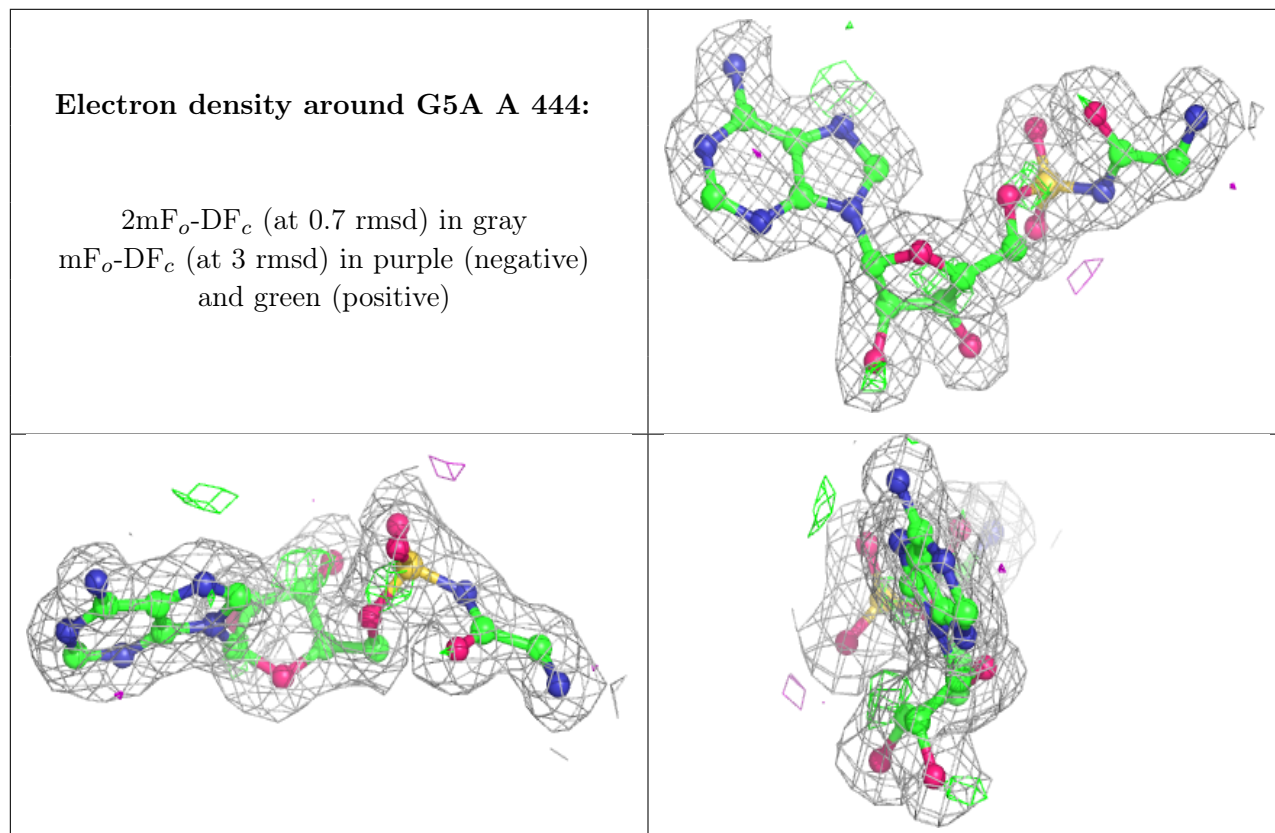 Electron density around G5A A 444:
2mFo-DFc (at 0.7 rmsd) in gray
mFo-DFc (at 3 rmsd) in purple (negative)
and green (positive)